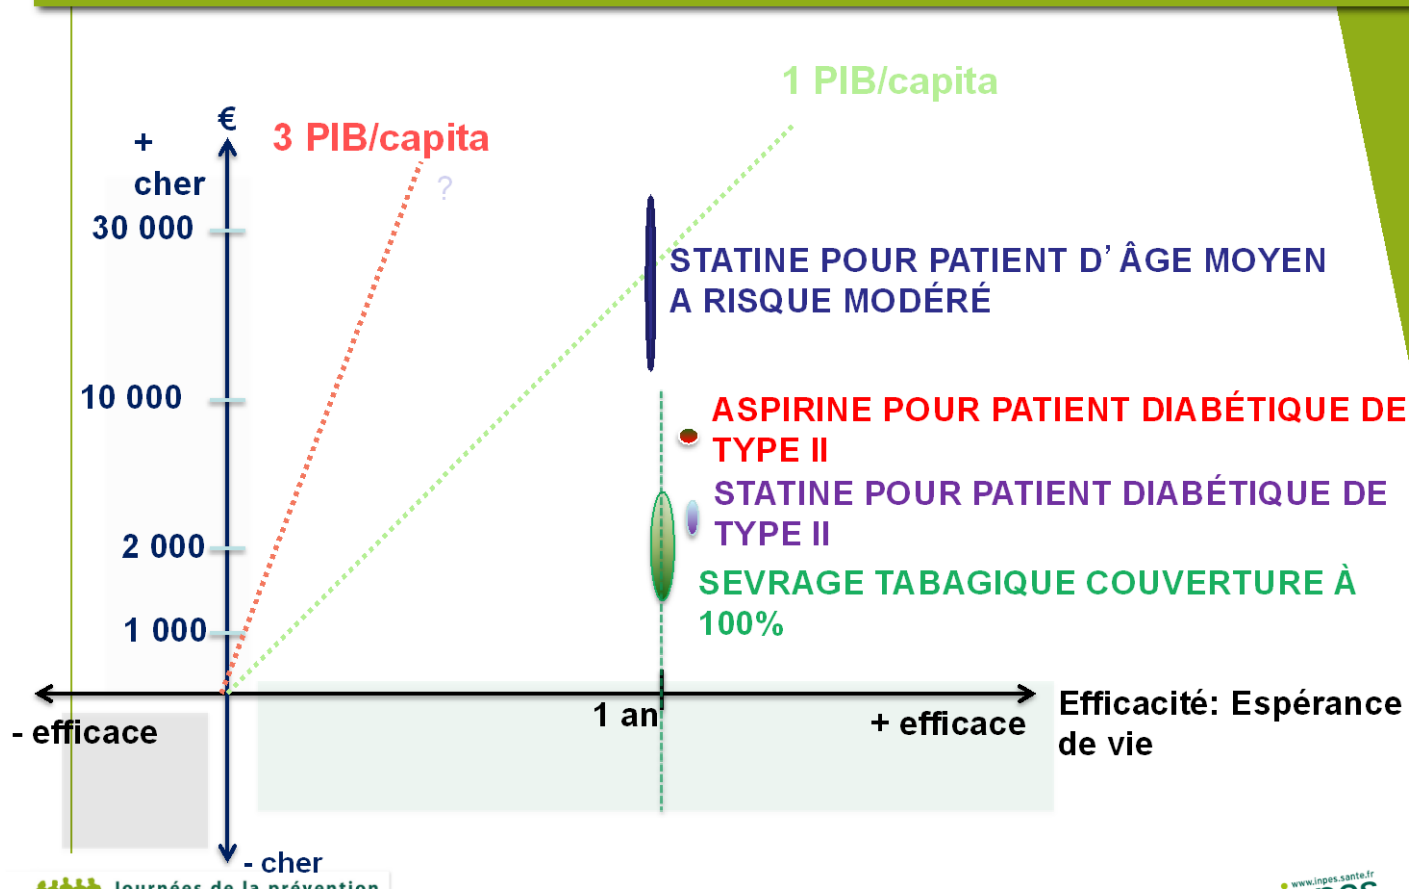 1 PIB/capita
€
3 PIB/capita
+
cher
?
30 000
STATINE POUR PATIENT D’ ÂGE MOYEN
A RISQUE MODÉRÉ
10 000
ASPIRINE POUR PATIENT DIABÉTIQUE DE
TYPE II
STATINE POUR PATIENT DIABÉTIQUE DE
TYPE II
2 000
SEVRAGE TABAGIQUE COUVERTURE À
100%
1 000
1 an
- efficace
+ efficace
Efficacité: Espérance
de vie
- cher
Journées de la prévention
www.inpes.sante.fr
inpes